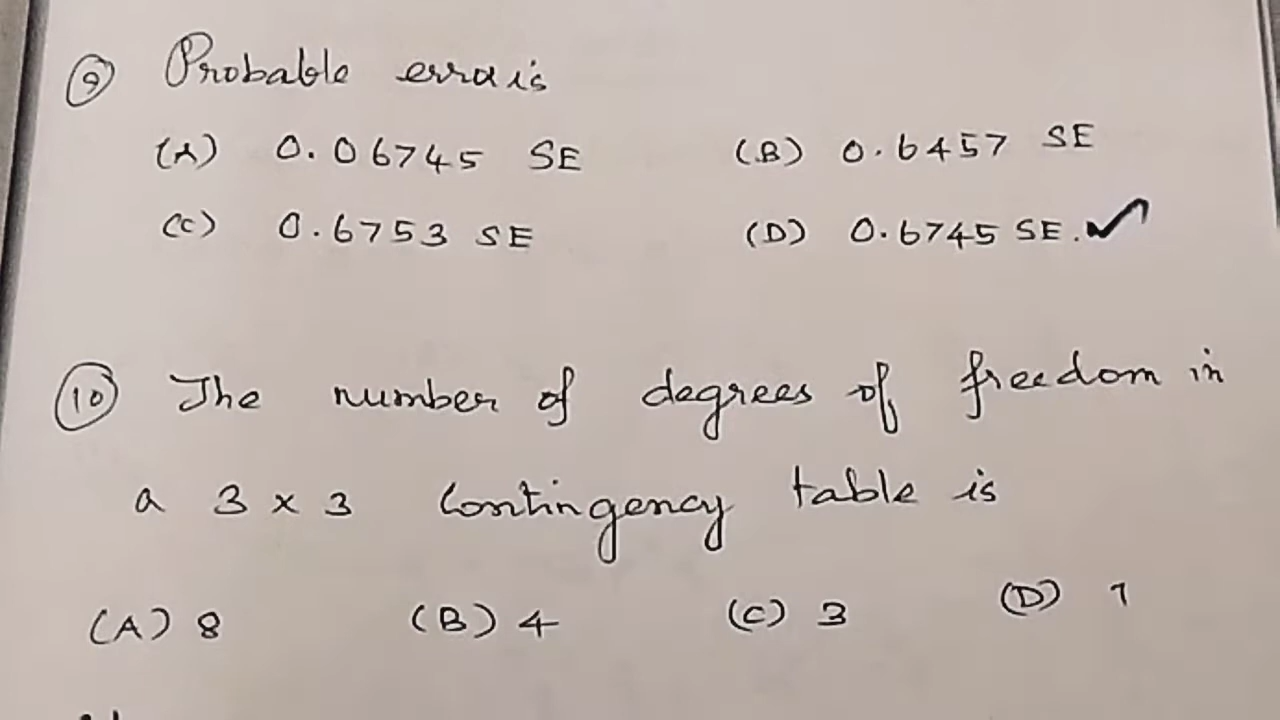 9 Probable erra is
(A) 0.06745 SE (B) 0.6457 SE
(C) 0.6753 SE (D) 0.6745 SE.
10 The number of degrees of freedom in
a 3 x 3 Contingency table is
(A) 8 (B) 4 (C) 3 (D) 1